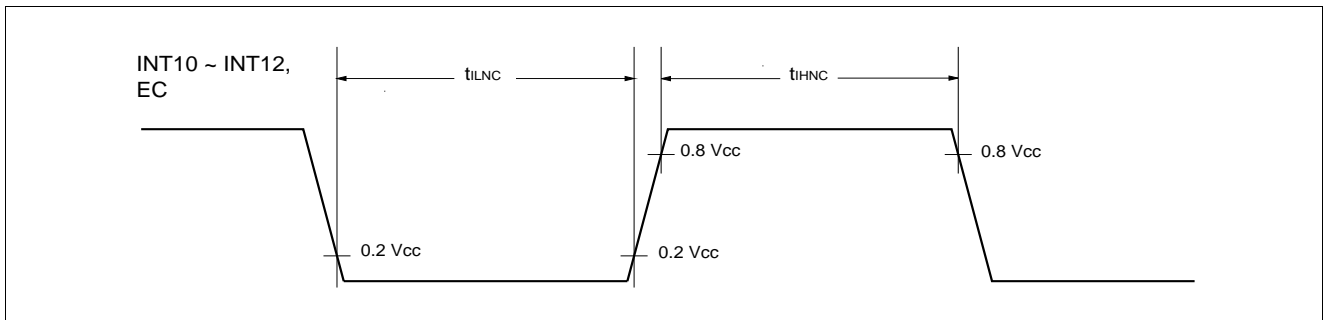 INT10 ~ INT12,
EC
tILNC
tIHNC
0.8 Vcc
0.8 Vcc
0.2 Vcc
0.2 Vcc